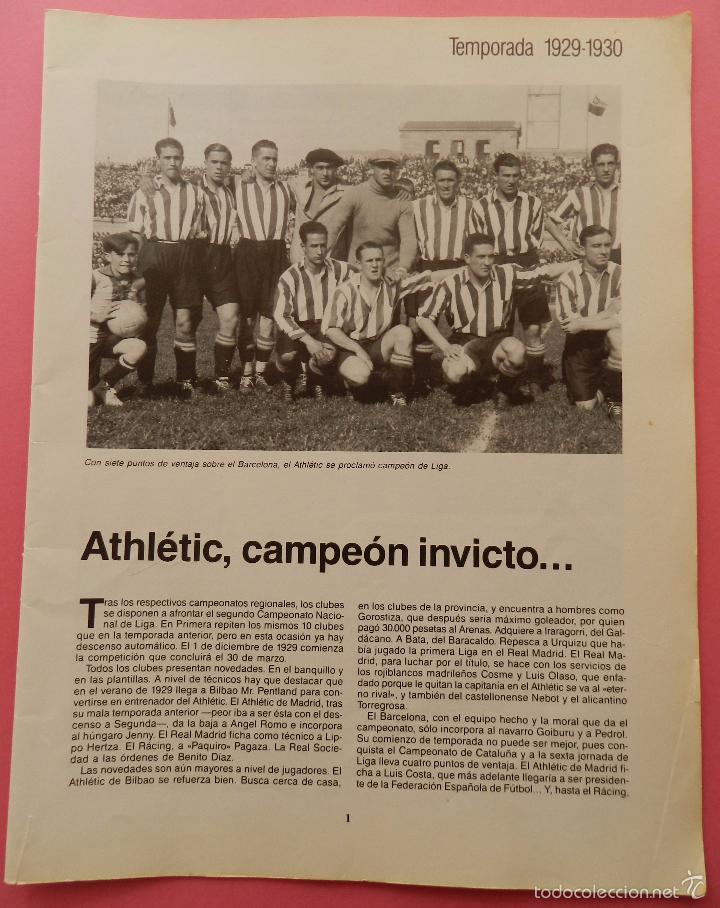 Temporada 1929-1930
Con siete puntos de ventaja sobre el Barcelona, el Athlétic se proclamó campeón de Liga.
Athlétic, campeón invicto...
Tras los respectivos campeonatos regionales, los clubes
se disponen a afrontar el segundo Campeonato Nacio-
nal de Liga. En Primera repiten los mismos 10 clubes
que en la temporada anterior, pero en esta ocasión ya hay
descenso automático. El 1 de diciembre de 1929 comienza
la competición que concluirá el 30 de marzo.
Todos los clubes presentan novedades. En el banquillo y
en las plantillas. A nivel de técnicos hay que destacar que
en el verano de 1929 llega a Bilbao Mr. Pentland para con-
vertirse en entrenador del Athlétic. El Athlétic de Madrid, tras
su mala temporada anterior —peor iba a ser ésta con el des-
censo a Segunda—, da la baja a Angel Romo e incorpora
al húngaro Jenny. El Real Madrid ficha como técnico a Lip-
po Hertza. El Rácing, a «Paquiro» Pagaza. La Real Socie-
dad a las órdenes de Benito Díaz.
Las novedades son aún mayores a nivel de jugadores. El
Athlétic de Bilbao se refuerza bien. Busca cerca de casa,
en los clubes de la provincia, y encuentra a hombres como
Gorostiza, que después sería máximo goleador, por quien
pagó 30.000 pesetas al Arenas. Adquiere a Iraragorri, del Gal-
dácano. A Bata, del Baracaldo. Repesca a Urquizu que ha-
bía jugado la primera Liga en el Real Madrid. El Real Ma-
drid, para luchar por el título, se hace con los servicios de
los rojiblancos madrileños Cosme y Luis Olaso, que enfa-
dado porque le quitan la capitanía en el Athlétic se va al «eter-
no rival», y también del castellonense Nebot y el alicantino
Torregrosa.
El Barcelona, con el equipo hecho y la moral que da el
campeonato, sólo incorpora al navarro Goiburu y a Pedrol.
Su comienzo de temporada no puede ser mejor, pues con-
quista el Campeonato de Cataluña y a la sexta jornada de
Liga lleva cuatro puntos de ventaja. El Athlétic de Madrid fi-
cha a Luis Costa, que más adelante llegaría a ser presiden-
te de la Federación Española de Fútbol... Y, hasta el Rácing,
1
todocoleccion.net